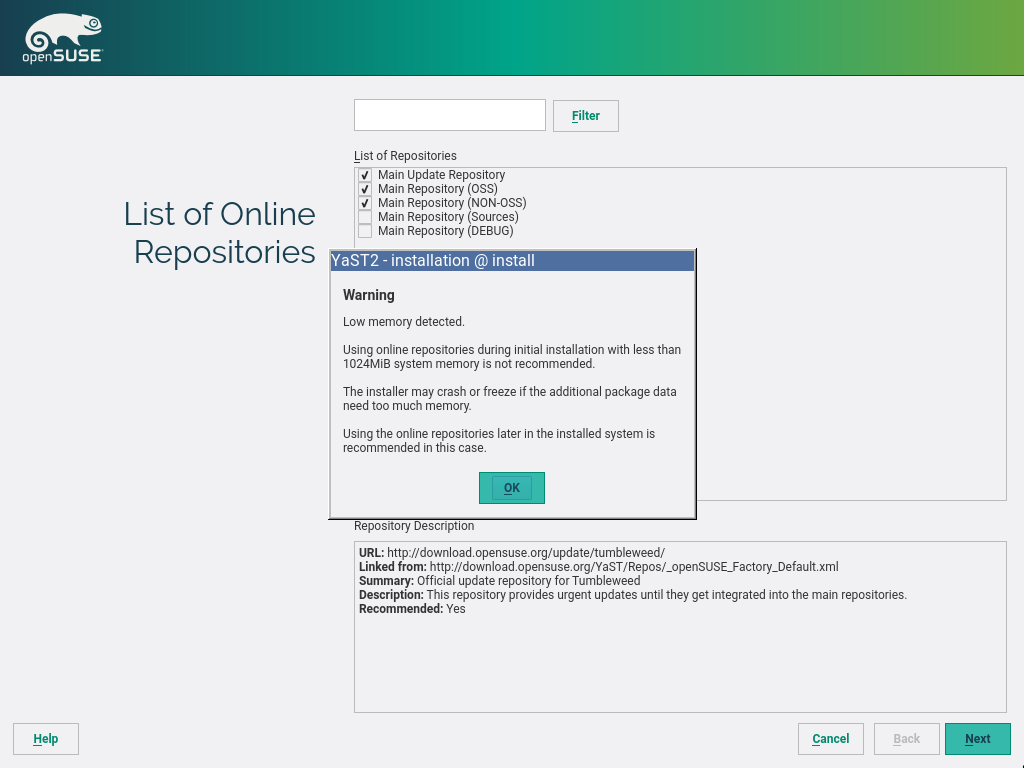 openSUSE
Filter
List of Repositories
Main Update Repository
Main Repository (OSS)
Main Repository (NON-OSS)
Main Repository (Sources)
Main Repository (DEBUG)
List of Online
Repositories
YaST2 - installation @ install
Warning
Low memory detected.
Using online repositories during initial installation with less than
1024MiB system memory is not recommended.
The installer may crash or freeze if the additional package data
need too much memory.
Using the online repositories later in the installed system is
recommended in this case.
OK
Repository Description
URL: http://download.opensuse.org/update/tumbleweed/
Linked from: http://download.opensuse.org/YaST/Repos/_openSUSE_Factory_Default.xml
Summary: Official update repository for Tumbleweed
Description: This repository provides urgent updates until they get integrated into the main repositories.
Recommended: Yes
Help
Cancel
Back
Next